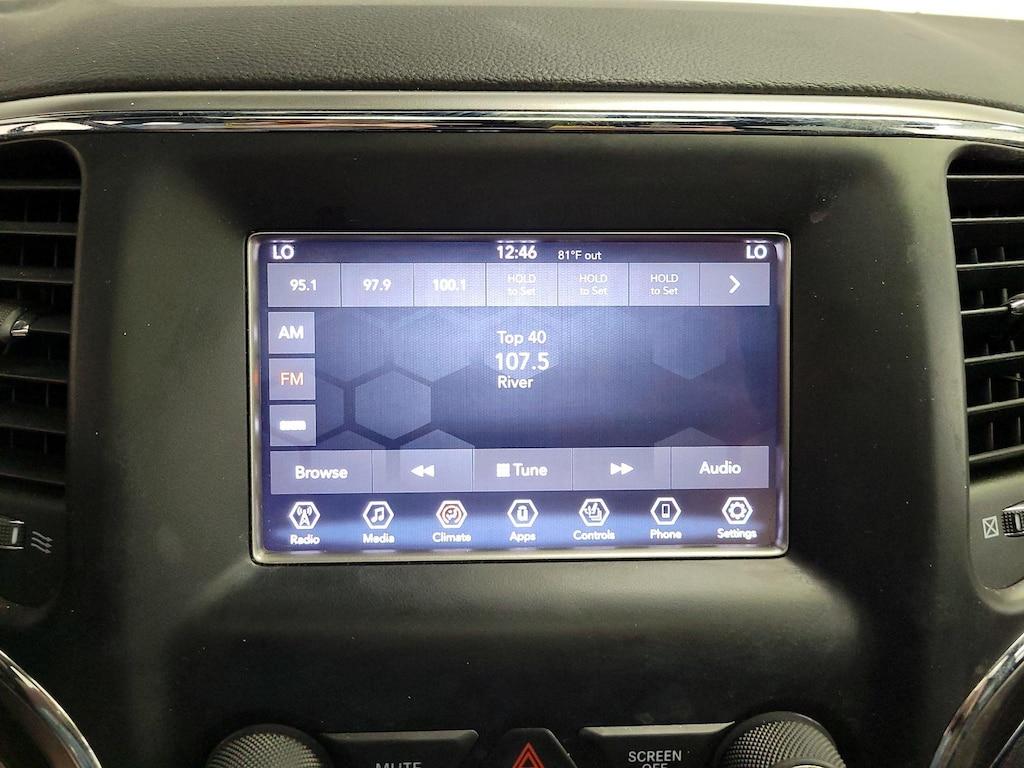 LO 12:46 81°F out LO
95.1 97.9 100.1 HOLD to Set HOLD to Set HOLD to Set
AM
Top 40
107.5
FM
River
Browse Tune Audio
Radio Media Climate Apps Controls Phone Settings
MUTE
SCREEN
OFF